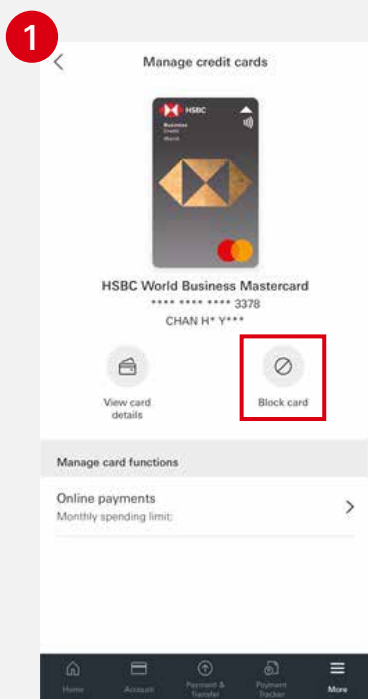 1
Manage credit cards
HSBC
Business
Credit
World
HSBC World Business Mastercard
**** **** **** 3378
CHAN H* Y***
View card
details
Block card
Manage card functions
Online payments
Monthly spending limit:
Home
Account
Payment &
Transfer
Payment
Tracker
More